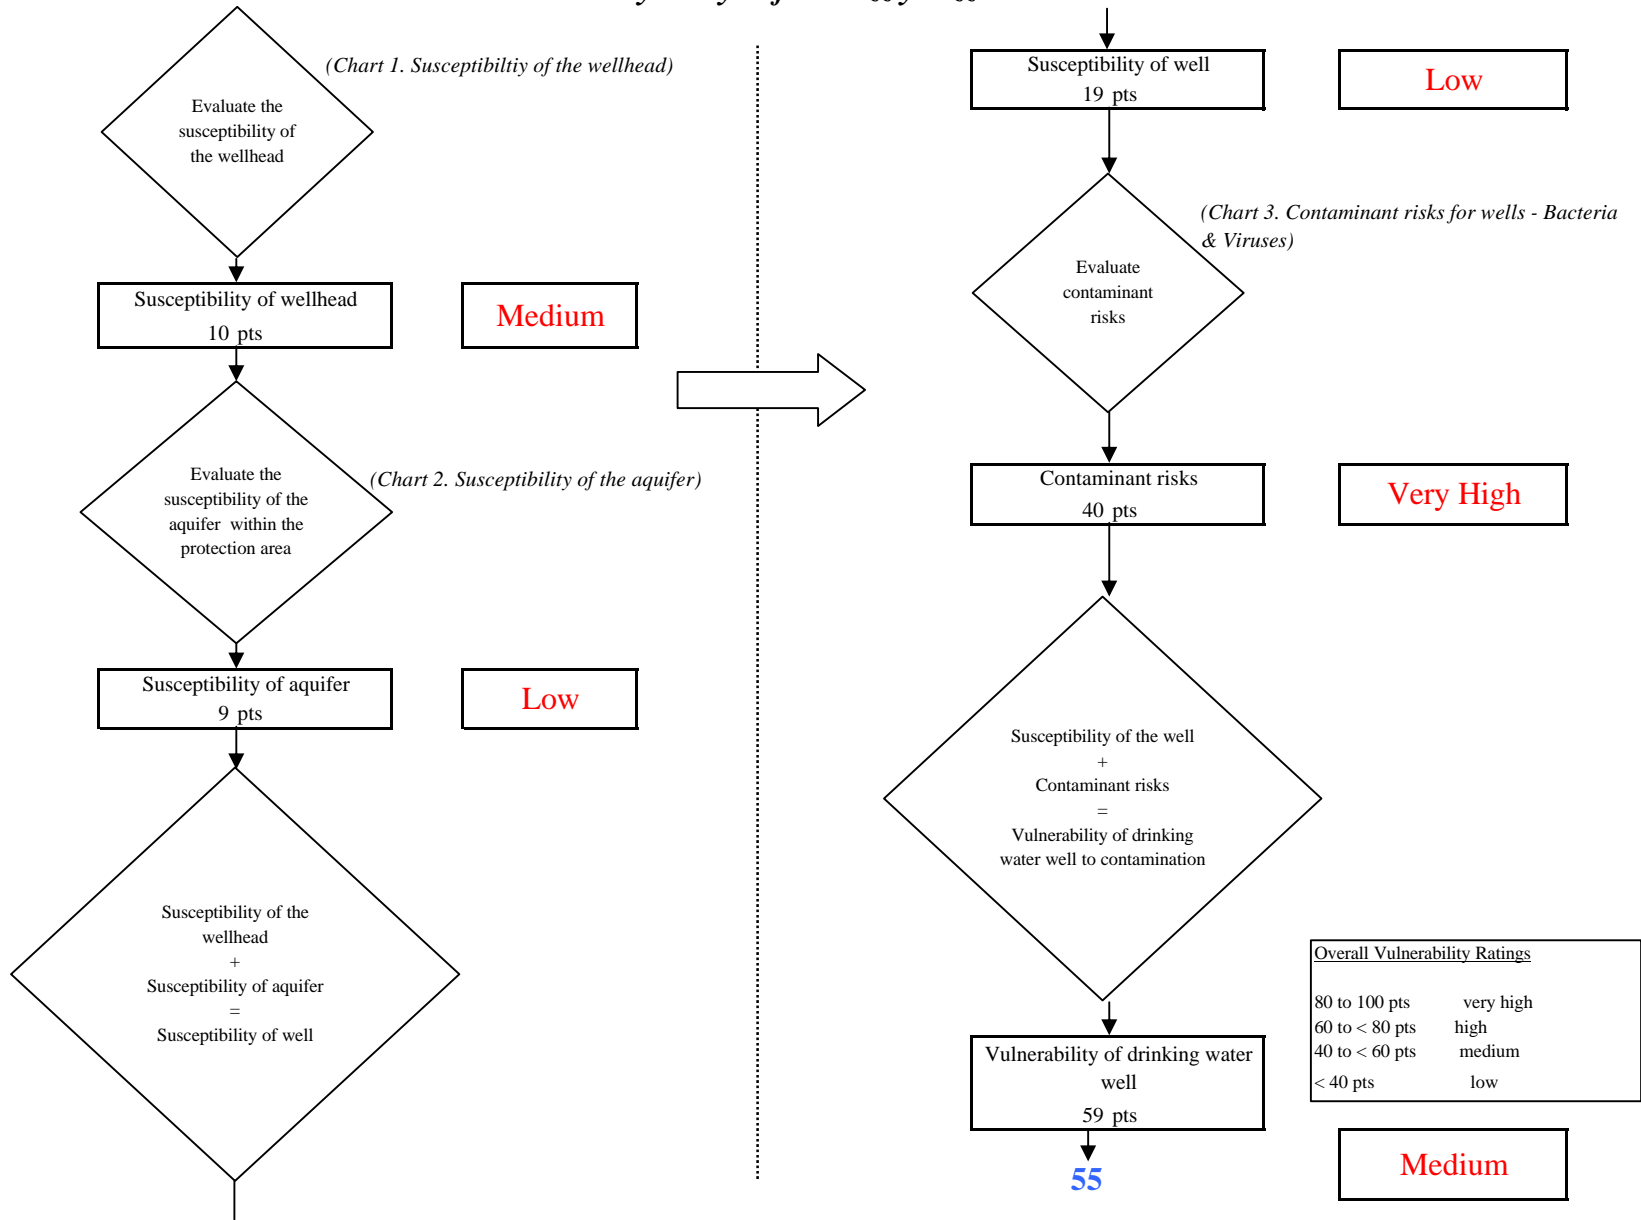 (Chart 1. Susceptibiltiy of the wellhead)
Evaluate the
susceptibility of
the wellhead
Susceptibility of wellhead
10 pts
Medium
Evaluate the
susceptibility of the
aquifer within the
protection area
(Chart 2. Susceptibility of the aquifer)
Susceptibility of aquifer
9 pts
Low
Susceptibility of the
wellhead
+
Susceptibility of aquifer
=
Susceptibility of well
Susceptibility of well
19 pts
Low
(Chart 3. Contaminant risks for wells - Bacteria
& Viruses)
Evaluate
contaminant
risks
Contaminant risks
40 pts
Very High
Susceptibility of the well
+
Contaminant risks
=
Vulnerability of drinking
water well to contamination
Overall Vulnerability Ratings
80 to 100 pts very high
60 to < 80 pts high
40 to < 60 pts medium
< 40 pts low
Vulnerability of drinking water
well
59 pts
55
Medium